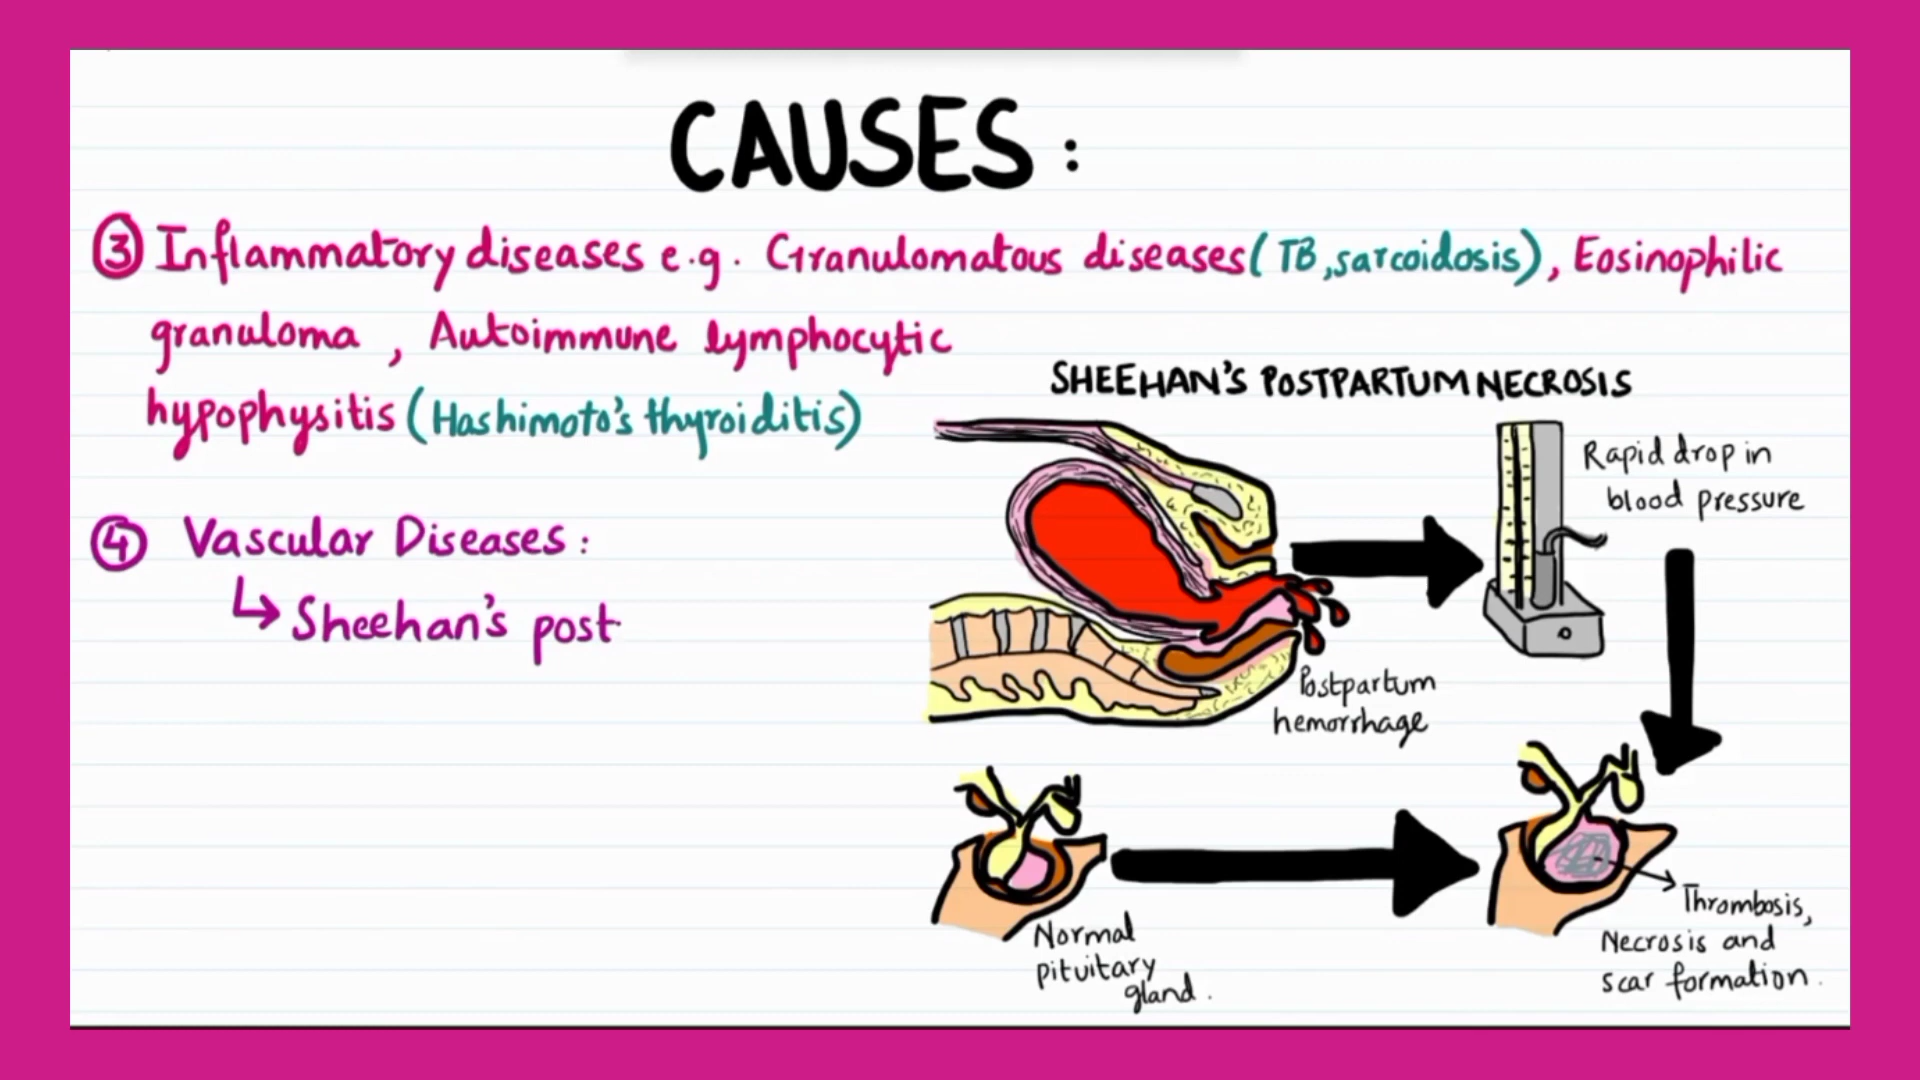 CAUSES:
③ Inflammatory diseases e.g. Granulomatous diseases (TB, sarcoidosis), Eosinophilic
granuloma, Autoimmune lymphocytic
hypophysitis (Hashimoto's thyroiditis)
④ Vascular Diseases:
↳ Sheehan's post
SHEEHAN'S POSTPARTUM NECROSIS
Rapid drop in
blood pressure
Postpartum
hemorrhage
Normal
pituitary
gland.
Thrombosis,
Necrosis and
scar formation.